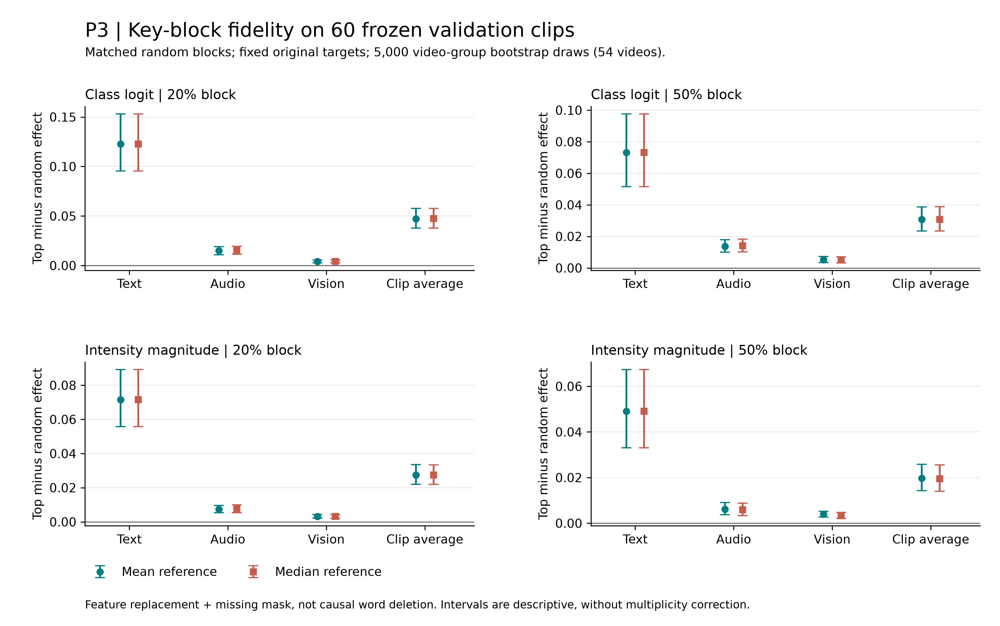 P3 | Key-block fidelity on 60 frozen validation clips
Matched random blocks; fixed original targets; 5,000 video-group bootstrap draws (54 videos).
Class logit | 20% block
Top minus random effect
0.15
0.10
0.05
0.00
Text
Audio
Vision
Clip average
Class logit | 50% block
Top minus random effect
0.10
0.08
0.06
0.04
0.02
0.00
Text
Audio
Vision
Clip average
Intensity magnitude | 20% block
Top minus random effect
0.08
0.06
0.04
0.02
0.00
Text
Audio
Vision
Clip average
Intensity magnitude | 50% block
Top minus random effect
0.06
0.04
0.02
0.00
Text
Audio
Vision
Clip average
Mean reference
Median reference
Feature replacement + missing mask, not causal word deletion. Intervals are descriptive, without multiplicity correction.